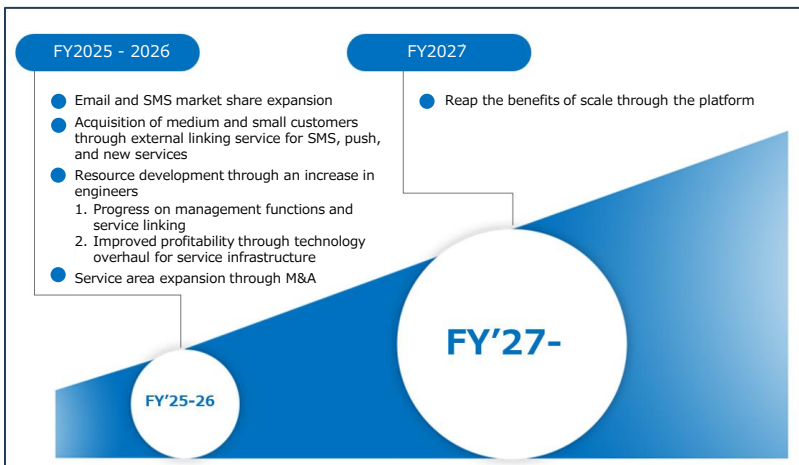 FY2025 - 2026
Email and SMS market share expansion
Acquisition of medium and small customers
through external linking service for SMS, push,
and new services
Resource development through an increase in
engineers
1. Progress on management functions and
service linking
2. Improved profitability through technology
overhaul for service infrastructure
Service area expansion through M&A
FY2027
Reap the benefits of scale through the platform
FY'25-26
FY'27-